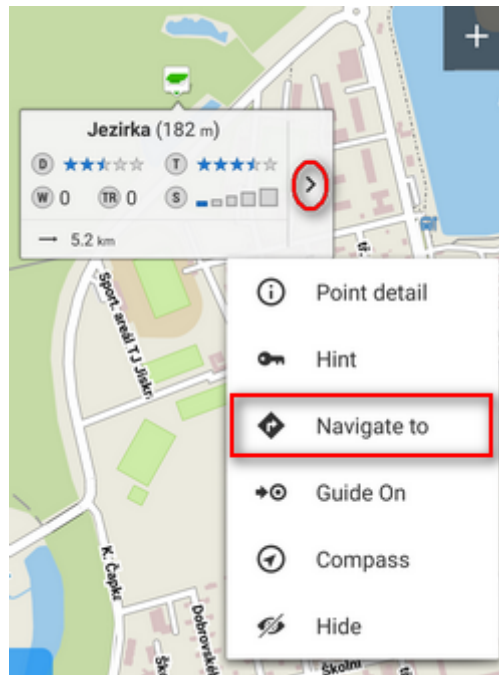 +
Jezirka (182 m)
D T
W 0 TR 0 S
5.2 km
tř.
Sport. areál TJ Jiskra
Point detail
Hint
Navigate to
Guide On
Compass
Hide
K. Čapka
Dobrovského
Školní